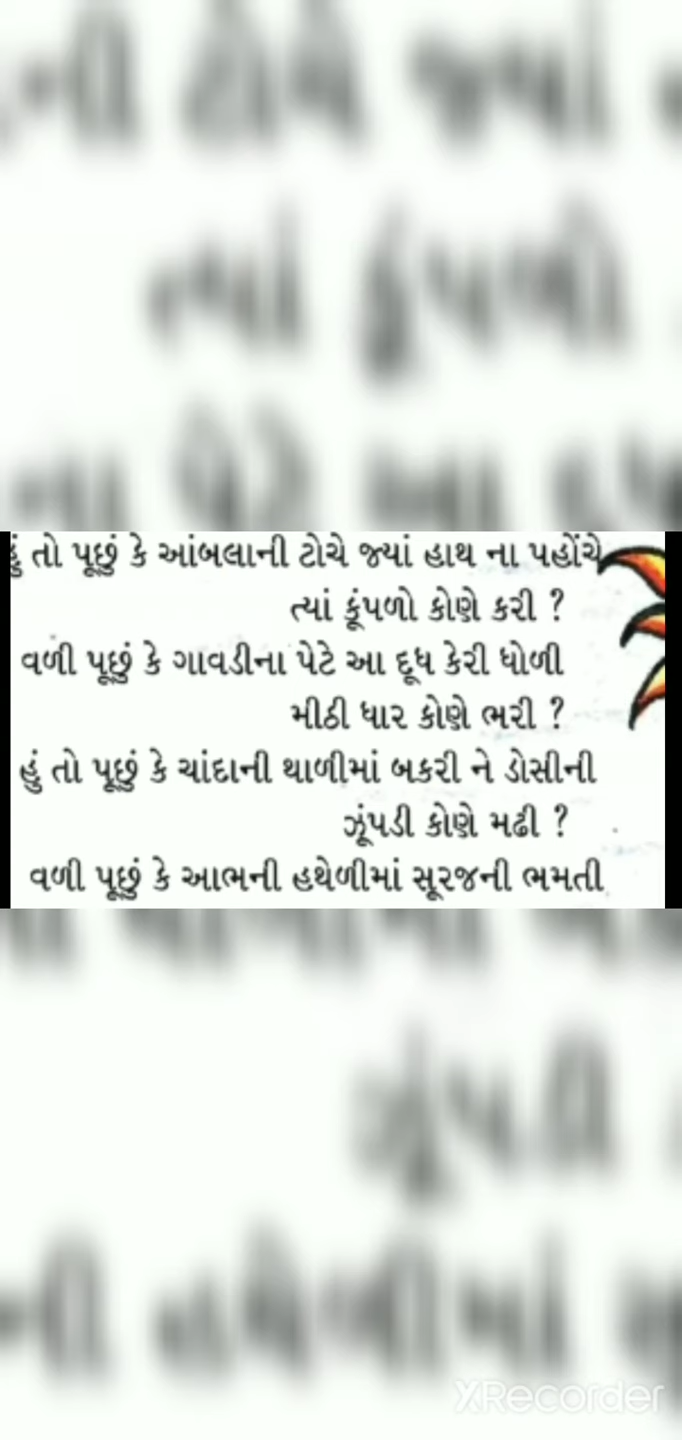 હું તો પૂછું કે આંબલાની ટોચે જ્યાં હાથ ના પહોંચે
ત્યાં કૂંપળો કોણે કરી ?
વળી પૂછું કે ગાવડીના પેટે આ દૂધ કેરી ધોળી
મીઠી ધાર કોણે ભરી ?
હું તો પૂછું કે ચાંદાની થાળીમાં બકરી ને ડોસીની
ઝૂંપડી કોણે મઢી ?
વળી પૂછું કે આભની હથેળીમાં સૂરજની ભમતી
XRecorder